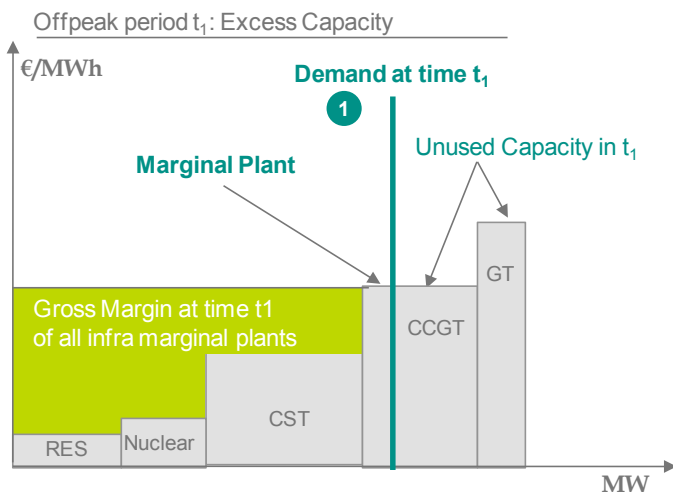 Offpeak period t₁: Excess Capacity
€/MWh
Demand at time t₁
1
Unused Capacity in t₁
Marginal Plant
GT
Gross Margin at time t1
of all infra marginal plants
CCGT
CST
RES
Nuclear
MW